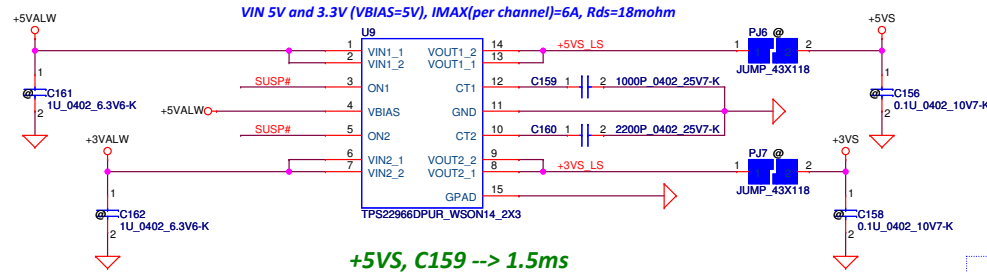 VIN 5V and 3.3V (VBIAS=5V), IMAX(per channel)=6A, Rds=18mohm
+5VALW
U9
+5VS
1 VIN1_1 VOUT1_2 14 +5VS_LS
2 VIN1_2 VOUT1_1 13
PJ6 @
1 2
JUMP_43X118
SUSP# 3 ON1 CT1 12 C159 1 2 1000P_0402_25V7-K
1
@ C161
1U_0402_6.3V6-K
2
1
@ C156
0.1U_0402_10V7-K
2
+5VALW 4 VBIAS GND 11
SUSP# 5 ON2 CT2 10 C160 1 2 2200P_0402_25V7-K
+3VALW
+3VS
6 VIN2_1 VOUT2_2 9
7 VIN2_2 VOUT2_1 8 +3VS_LS
PJ7 @
1 2
JUMP_43X118
GPAD 15
TPS22966DPUR_WSON14_2X3
1
@ C162
1U_0402_6.3V6-K
2
1
@ C158
0.1U_0402_10V7-K
2
+5VS, C159 --> 1.5ms